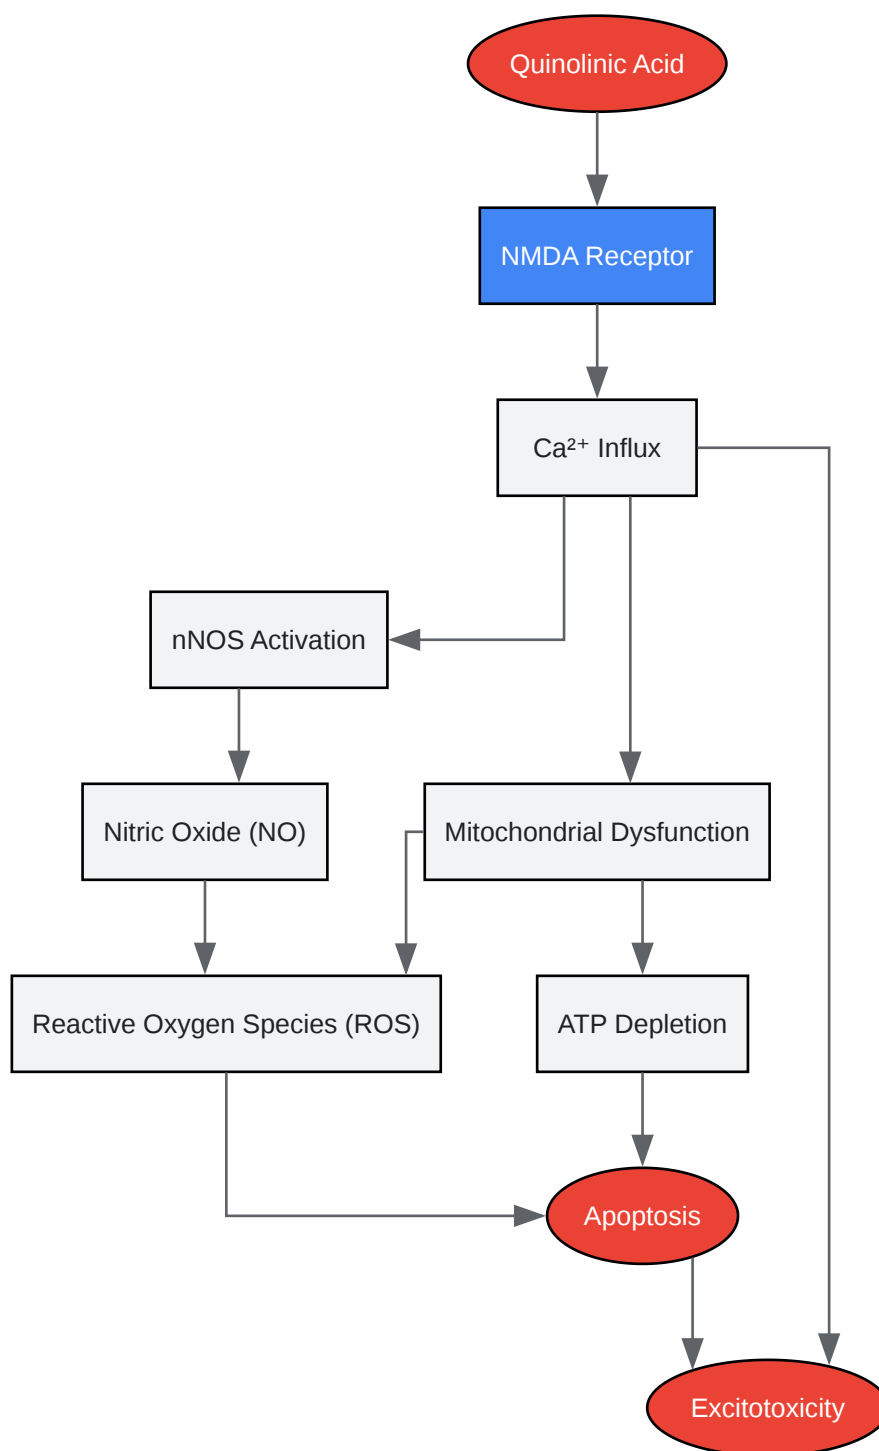 Quinolinic Acid
NMDA Receptor
Ca²⁺ Influx
nNOS Activation
Nitric Oxide (NO)
Mitochondrial Dysfunction
Reactive Oxygen Species (ROS)
ATP Depletion
Apoptosis
Excitotoxicity